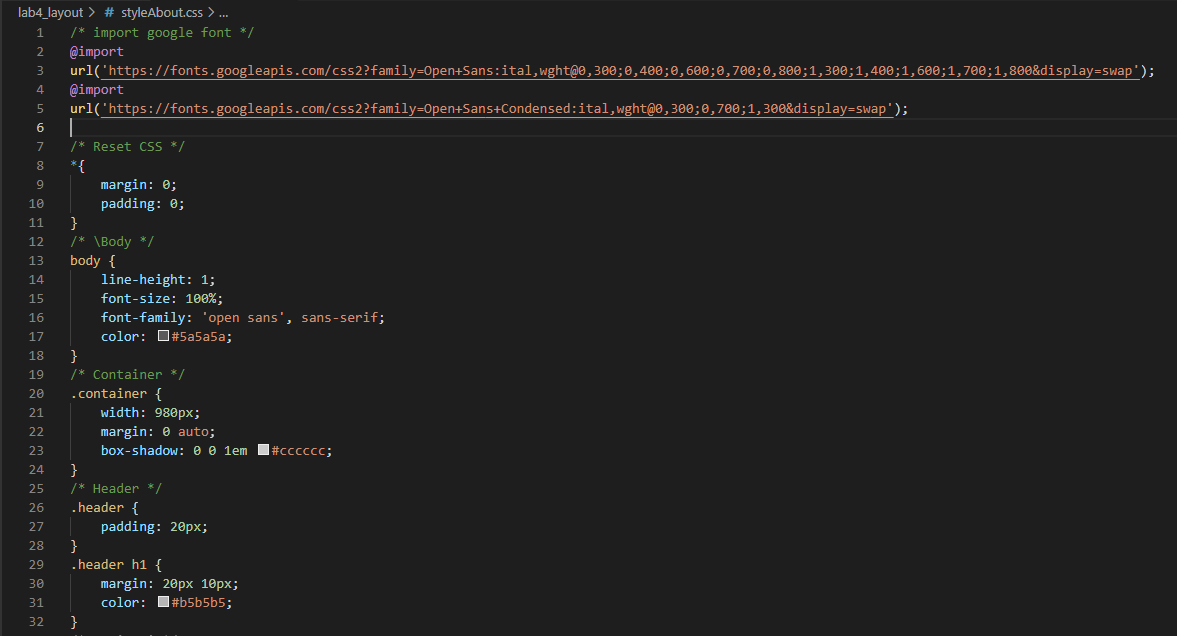 lab4_layout > # styleAbout.css > ...
1 /* import google font */
2 @import
3 url('https://fonts.googleapis.com/css2?family=Open+Sans:ital,wght@0,300;0,400;0,600;0,700;0,800;1,300;1,400;1,600;1,700;1,800&display=swap');
4 @import
5 url('https://fonts.googleapis.com/css2?family=Open+Sans+Condensed:ital,wght@0,300;0,700;1,300&display=swap');
6
7 /* Reset CSS */
8 *{
9     margin: 0;
10     padding: 0;
11 }
12 /* \Body */
13 body {
14     line-height: 1;
15     font-size: 100%;
16     font-family: 'open sans', sans-serif;
17     color: #5a5a5a;
18 }
19 /* Container */
20 .container {
21     width: 980px;
22     margin: 0 auto;
23     box-shadow: 0 0 1em #cccccc;
24 }
25 /* Header */
26 .header {
27     padding: 20px;
28 }
29 .header h1 {
30     margin: 20px 10px;
31     color: #b5b5b5;
32 }